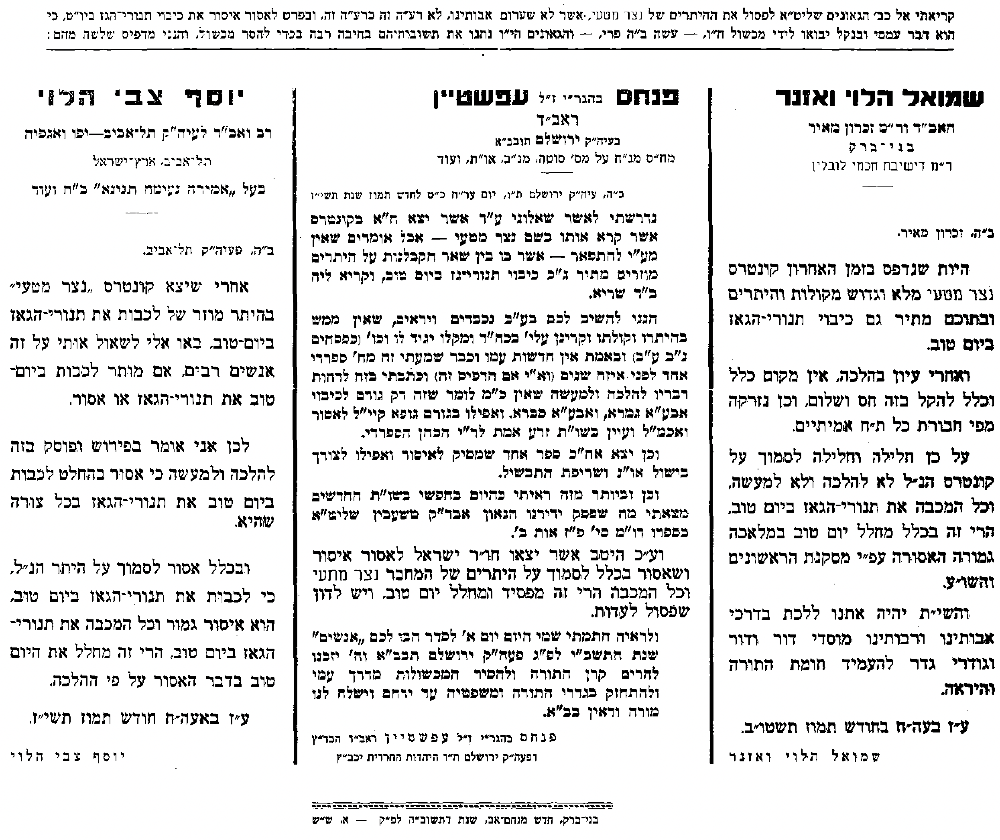 קריאתי אל כב׳ הגאונים שליט״א לפסול את ההיתרים של נצר מטעי, אשר לא שערום אבותינו, לא רע״ה זה כרע״ה זה, ובפרט לאסור איסור את כיבוי תנורי־הגז ביו״ט, כי
הוא דבר עממי ובנקל יבואו לידי מכשול ח״ו, — עשה ב״ה פרי, — והגאונים הי״ו נתנו את תשובותיהם בחיבה רבה בכדי להסר מכשול, והנני מדפיס שלשה מהם:
שמואל הלוי ואזנר
האב״ד ור״מ זכרון מאיר
בני־ברק
ר״מ דישיבת חכמי לובלין
ב״ה, זכרון מאיר.
היות שנדפס בזמן האחרון קונטרס
נצר מטעי מלא וגדוש מקולות והיתרים
ובתוכם מתיר גם כיבוי תנורי־הגאז
ביום טוב.
ואחרי עיון בהלכה, אין מקום כלל
וכלל להקל בזה חס ושלום, וכן נזרקה
מפי חבורת כל ת״ח אמיתיים.
על כן חלילה וחלילה לסמוך על
קונטרס הנ״ל לא להלכה ולא למעשה,
וכל המכבה את תנורי־הגאז ביום טוב,
הרי זה בכלל מחלל יום טוב במלאכה
גמורה האסורה עפ״י מסקנת הראשונים
והשו״ע.
והשי״ת יהיה אתנו ללכת בדרכי
אבותינו ורבותינו מוסדי דור ודור
וגודרי גדר להעמיד חומת התורה
והיראה.
ע״ז בעה״ח בחודש תמוז תשט״ו־ב.
שמואל הלוי ואזנר
פנחס בהגר״י ז״ל עפשטיין
ראב״ד
בעיה״ק ירושלם תובב״א
מח״ס מנ״ה על מס׳ סוטה, מנ״ב, או״ת, ועוד
ב״ה, עיה״ק ירושלם ת״ו, יום ער״ח כ״ט לחדש תמוז שנת תשי״ז
נדרשתי לאשר שאלוני ע״ד אשר יצא ח״א בקונטרס
אשר קרא אותו בשם נצר מטעי — אבל אומרים שאין
מע״י להתפאר — אשר בו בין שאר הקבלנות על היתרים
מוזרים מתיר ג״כ כיבוי תנורי־גז ביום טוב, וקריא ליה
ב״ד שריא.
הנני להשיב לכם בע״ב נכבדים ויראים, שאין ממש
בהיתרו וקולתו וקרינן עלי׳ בכה״ד ומקלו יגיד לו וכו׳ (כפסחים
נ״ב ע״ב) ובאמת אין חדשות עמו וכבר שמעתי זה מח׳ ספרדי
אחד לפני איזה שנים (וא״י אם הדפיס זה) וכתבתי בזה לדחות
דבריו להלכה ולמעשה שאין כ״מ לומר שזה רק גורם לכיבוי
אבע״א גמרא, ואבע״א סברא. ואפילו בגורם גופא קיי״ל לאסור
ואכמ״ל ועיין בשו״ת זרע אמת לר״י הכהן הספרדי.
וכן יצא אח״כ ספר אחד שמסיק לאיסור ואפילו לצורך
בישול או״נ ושריפת התבשיל.
וכן וביותר מזה ראיתי כהיום בחפשי בשו״ת החדשים
מצאתי מה שפסק ידידנו הגאון אבד״ק טשעבין שליט״א
בספרו דו״מ סי׳ פ״ז אות ב׳.
וע״כ היטב אשר יצאו חו״ר ישראל לאסור איסור
ושאסור בכלל לסמוך על היתרים של המחבר נצר מתעי
וכל המכבה הרי זה מפסיד ומחלל יום טוב, ויש לדון
שפסול לעדות.
ולראיה חתמתי שמי היום יום א׳ לסדר הבו לכם „אנשים״
שנת התשב״י לפ״ג פעה״ק ירושלם תבב״א וה׳ יזכנו
להרים קרן התורה ולהסיר המכשולות מדרך עמי
ולהתחזק בגדרי התורה ומשפטיה עד ירחם וישלח לנו
מורה ודאין בב״א.
פנחס בהגר״י ז״ל עפשטיין ראב״ד הבד״ץ
דפעה״ק ירושלם ת״ו היהדות החרדית יכב״ץ
יוסף צבי הלוי
רב ואב״ד לעיה״ק תל־אביב—יפו ואגפיה
תל־אביב, ארץ־ישראל
בעל „אמירה נעימה תנינא״ ב״ח ועוד
ב״ה, פעיה״ק תל־אביב.
אחרי שיצא קונטרס „נצר מטעי״
בהיתר מוזר של לכבות את תנורי־הגאז
ביום־טוב, באו אלי לשאול אותי על זה
אנשים רבים, אם מותר לכבות ביום־
טוב את תנורי־הגאז או אסור.
לכן אני אומר בפירוש ופוסק בזה
להלכה ולמעשה כי אסור בהחלט לכבות
ביום טוב את תנורי־הגאז בכל צורה
שהיא.
ובכלל אסור לסמוך על היתר הנ״ל,
כי לכבות את תנורי־הגאז ביום טוב,
הוא איסור גמור וכל המכבה את תנורי־
הגאז ביום טוב, הרי זה מחלל את היום
טוב בדבר האסור על פי ההלכה.
ע״ז באעה״ח חודש תמוז תשי״ז.
יוסף צבי הלוי
בני־ברק, חדש מנחם־אב, שנת דתשוב״ה לפ״ק — א. ש״ש